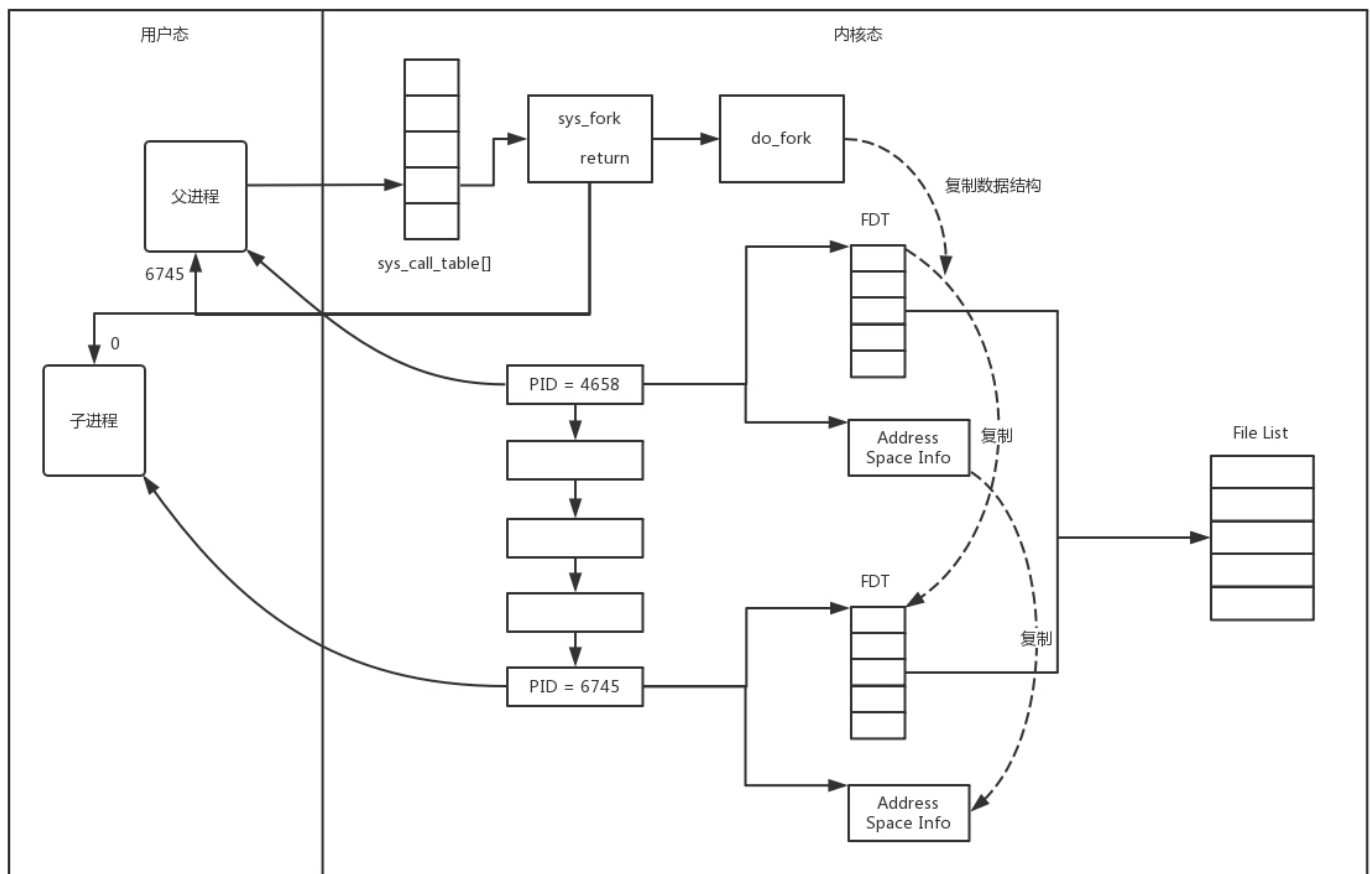 用户态
内核态
sys_fork
return
do_fork
父进程
复制数据结构
FDT
sys_call_table[]
6745
0
子进程
PID = 4658
Address
Space Info
复制
File List
FDT
复制
PID = 6745
Address
Space Info